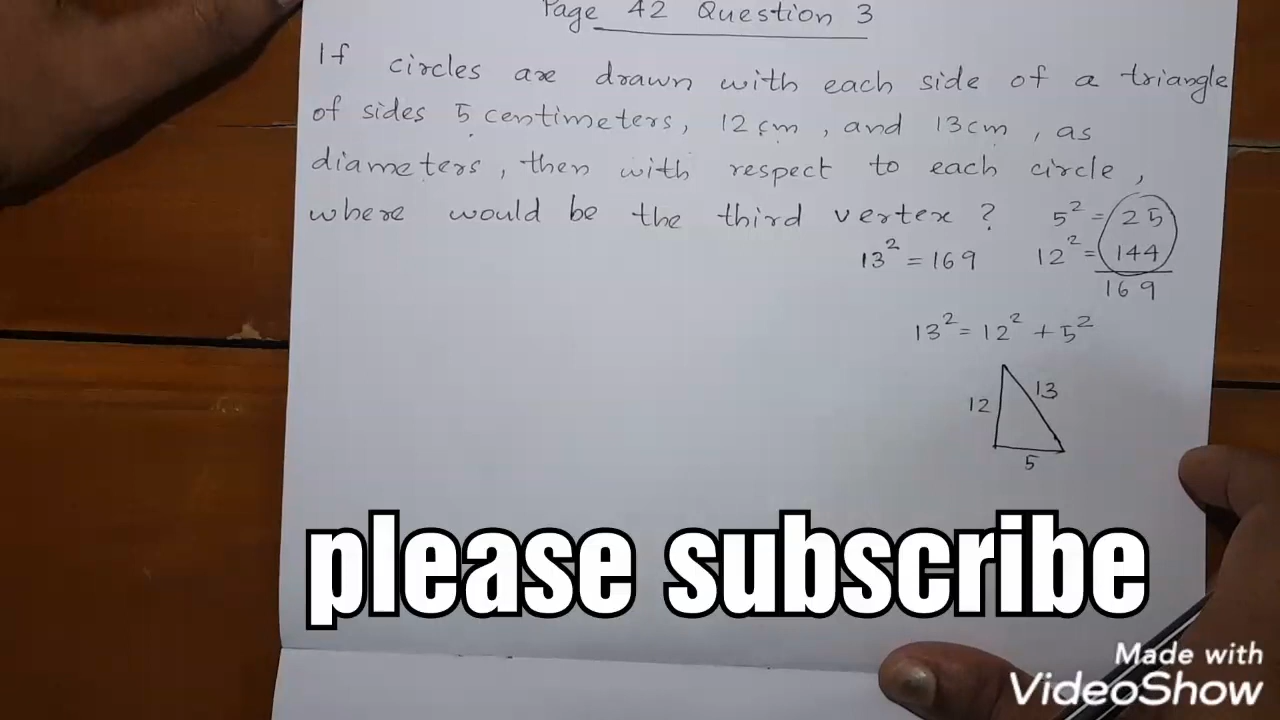 Page 42 Question 3
If circles are drawn with each side of a triangle
of sides 5 centimeters, 12 cm, and 13 cm, as
diameters, then with respect to each circle,
where would be the third vertex?
5² = 25
13² = 169
12² = 144
169
13² = 12² + 5²
12
13
5
please subscribe
Made with
VideoShow